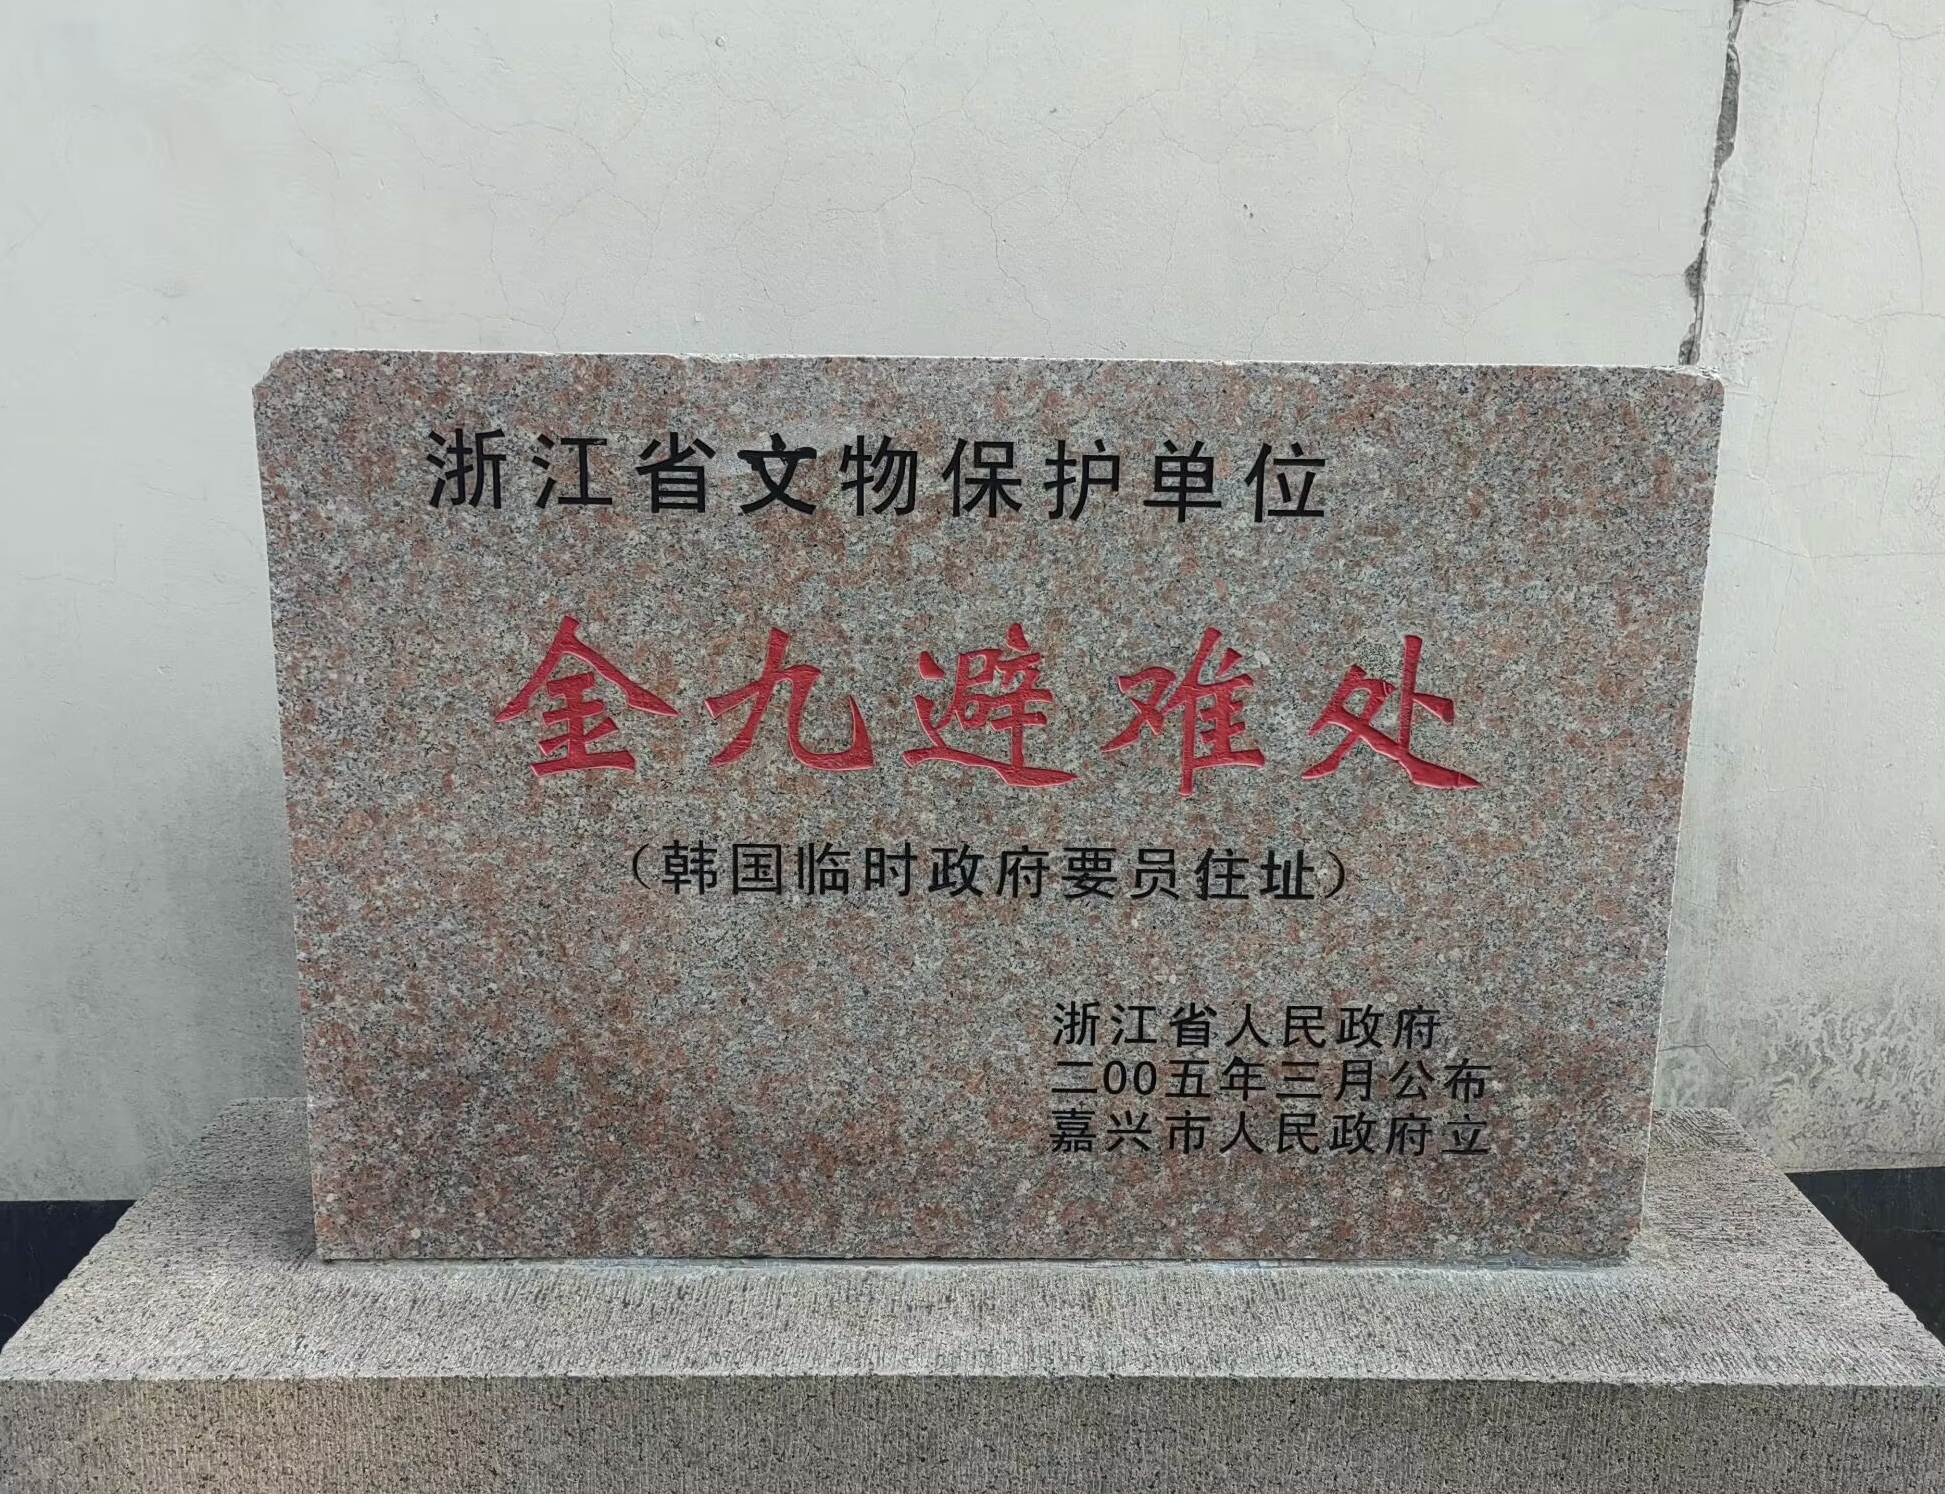 浙江省文物保护单位
金九避难处
（韩国临时政府要员住址）
浙江省人民政府
二00五年三月公布
嘉兴市人民政府立